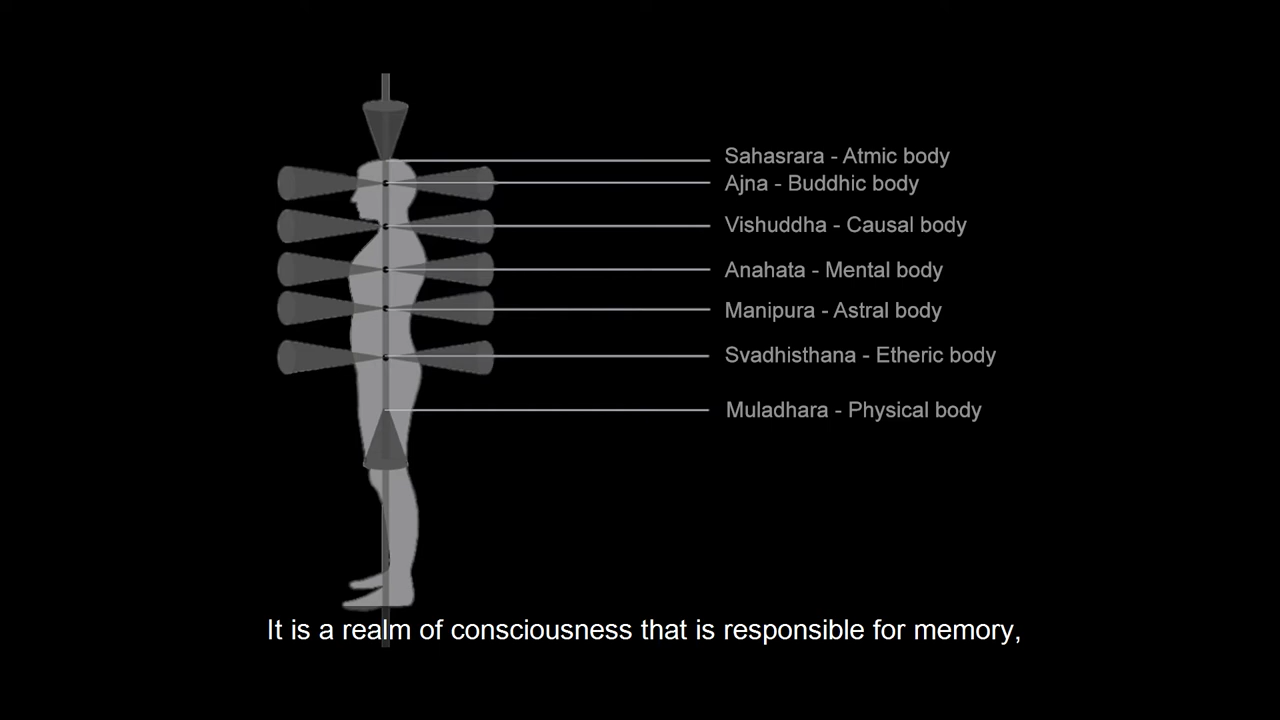 Sahasrara - Atmic body
Ajna - Buddhic body
Vishuddha - Causal body
Anahata - Mental body
Manipura - Astral body
Svadhisthana - Etheric body
Muladhara - Physical body
It is a realm of consciousness that is responsible for memory,